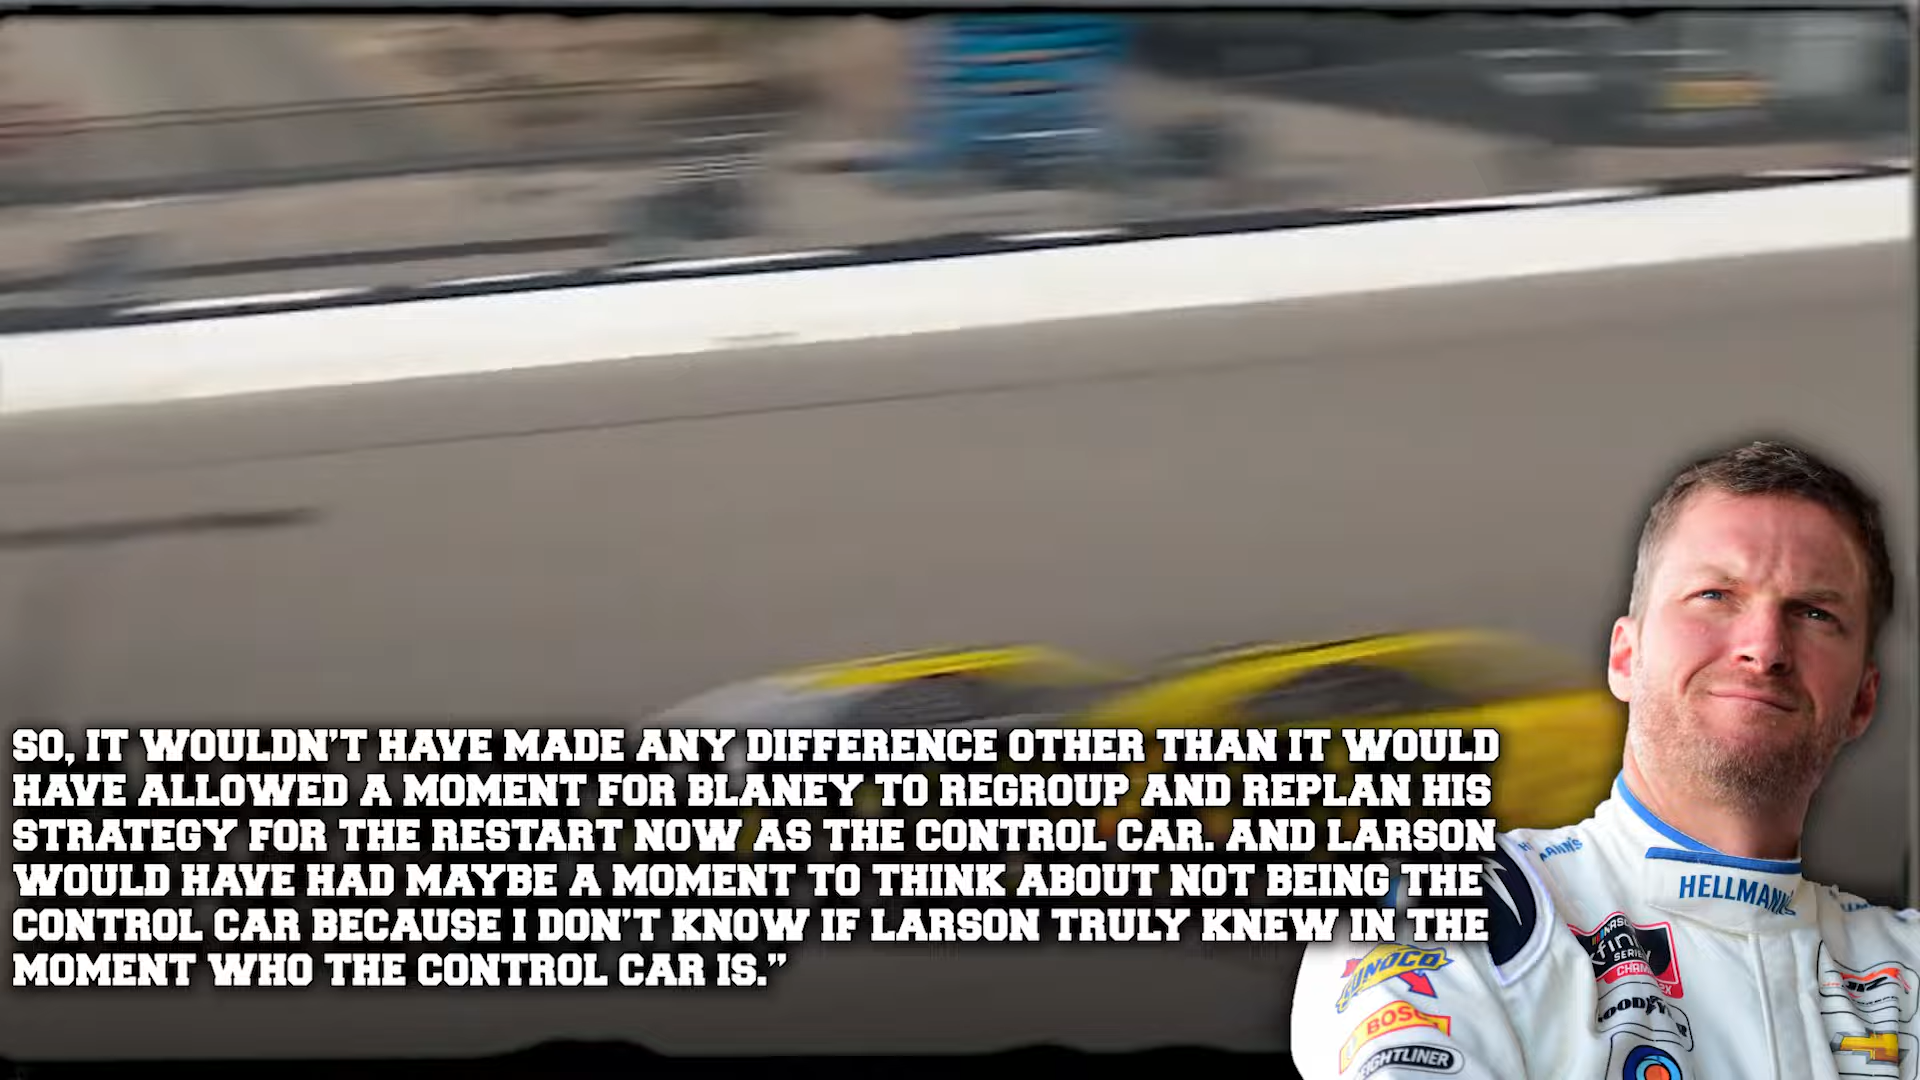 SO, IT WOULDN'T HAVE MADE ANY DIFFERENCE OTHER THAN IT WOULD
HAVE ALLOWED A MOMENT FOR BLANEY TO REGROUP AND REPLAN HIS
STRATEGY FOR THE RESTART NOW AS THE CONTROL CAR. AND LARSON
WOULD HAVE HAD MAYBE A MOMENT TO THINK ABOUT NOT BEING THE
CONTROL CAR BECAUSE I DON'T KNOW IF LARSON TRULY KNEW IN THE
MOMENT WHO THE CONTROL CAR IS.”
HELLMANN'S
SUNOCO
BOSCH
FREIGHTLINER
GOODYEAR